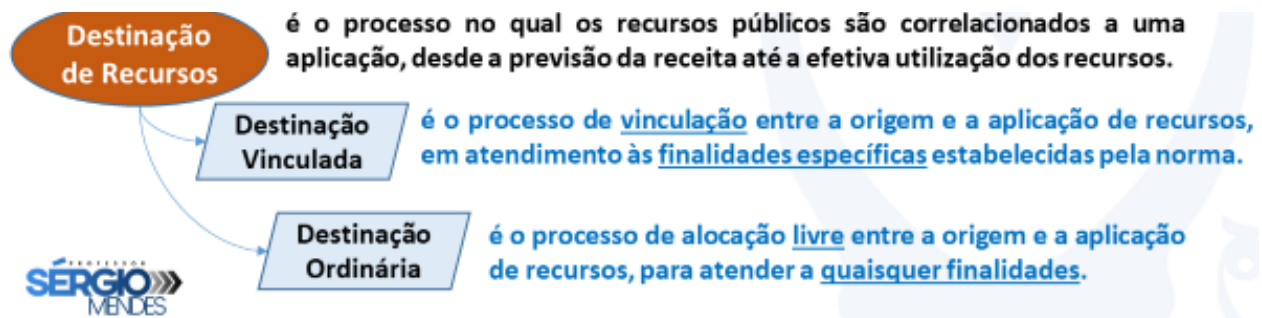 Destinação
de Recursos
é o processo no qual os recursos públicos são correlacionados a uma
aplicação, desde a previsão da receita até a efetiva utilização dos recursos.
Destinação
Vinculada
é o processo de vinculação entre a origem e a aplicação de recursos,
em atendimento às finalidades específicas estabelecidas pela norma.
Destinação
Ordinária
é o processo de alocação livre entre a origem e a aplicação
de recursos, para atender a quaisquer finalidades.
PROFESSOR
SÉRGIO
MENDES